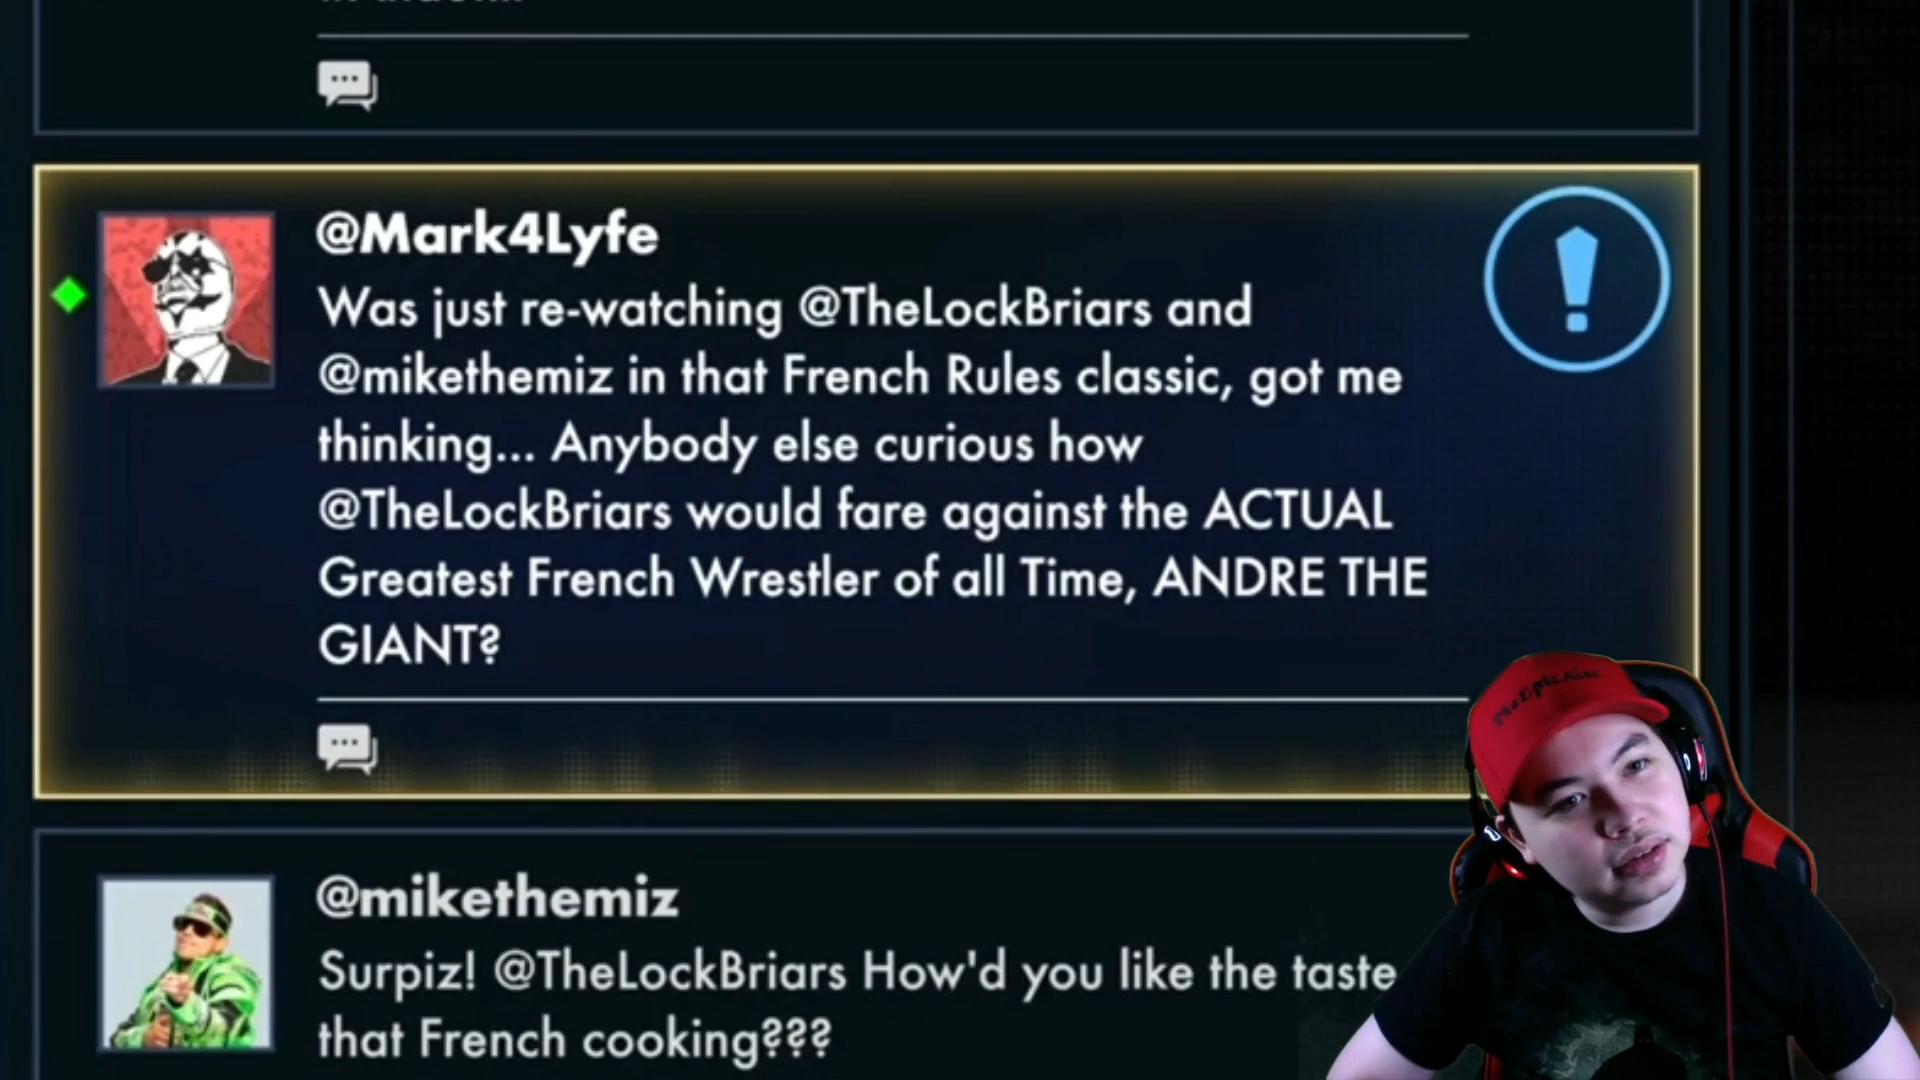 @Mark4Lyfe
Was just re-watching @TheLockBriars and
@mikethemiz in that French Rules classic, got me
thinking... Anybody else curious how
@TheLockBriars would fare against the ACTUAL
Greatest French Wrestler of all Time, ANDRE THE
GIANT?
@mikethemiz
Surpiz! @TheLockBriars How'd you like the taste
that French cooking???